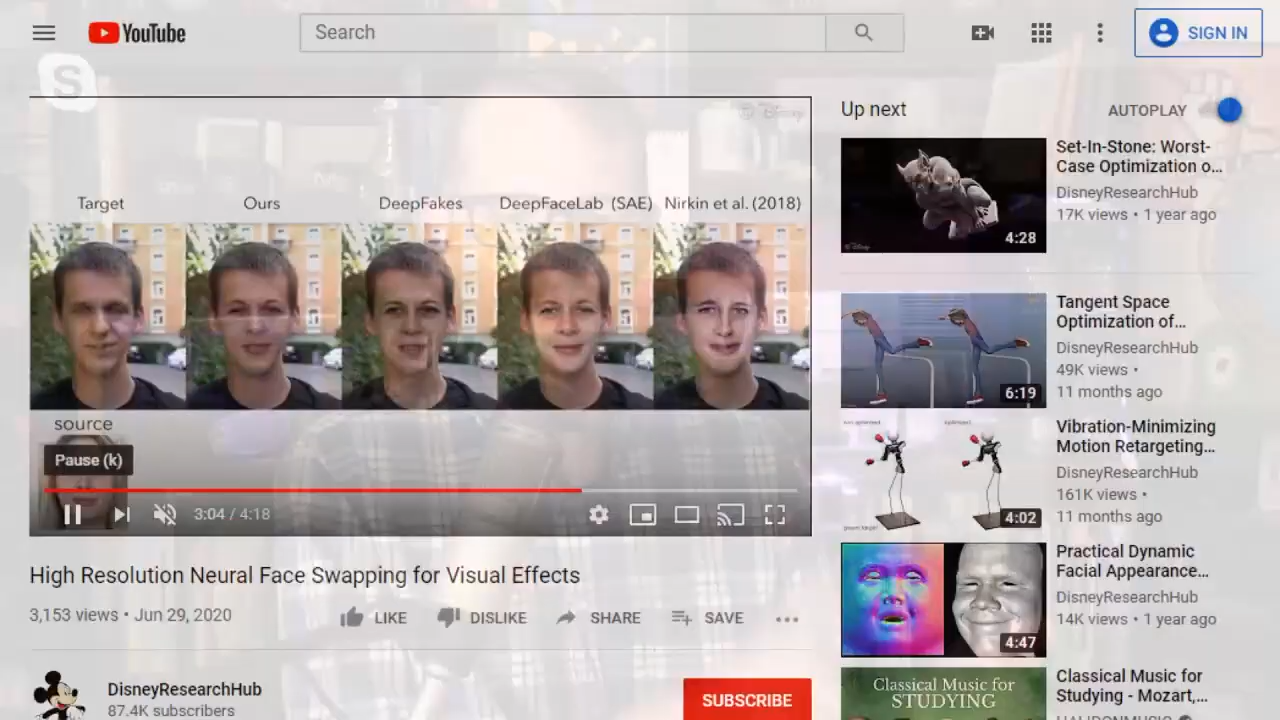 YouTube
Search
SIGN IN
S
Disney
Target
Ours
DeepFakes
DeepFaceLab (SAE)
Nirkin et al. (2018)
source
Pause (k)
3:04 / 4:18
High Resolution Neural Face Swapping for Visual Effects
3,153 views • Jun 29, 2020
LIKE
DISLIKE
SHARE
SAVE
DisneyResearchHub
87.4K subscribers
SUBSCRIBE
Up next
AUTOPLAY
4:28
Set-In-Stone: Worst-
Case Optimization o...
DisneyResearchHub
17K views • 1 year ago
6:19
Tangent Space
Optimization of...
DisneyResearchHub
49K views •
11 months ago
4:02
Vibration-Minimizing
Motion Retargeting...
DisneyResearchHub
161K views •
11 months ago
4:47
Practical Dynamic
Facial Appearance...
DisneyResearchHub
14K views • 1 year ago
Classical Music for
STUDYING
Classical Music for
Studying - Mozart,...